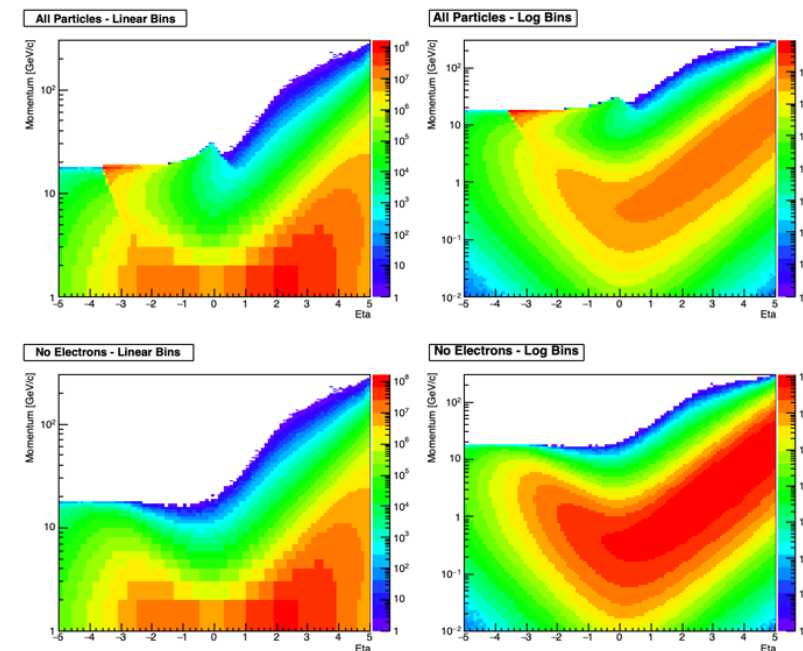 All Particles - Linear Bins
Momentum [GeV/c]
10²
10
1
−5 −4 −3 −2 −1 0 1 2 3 4 5
Eta
10⁸
10⁷
10⁶
10⁵
10⁴
10³
10²
10
1
All Particles - Log Bins
Momentum [GeV/c]
10²
10
1
10⁻¹
10⁻²
−5 −4 −3 −2 −1 0 1 2 3 4 5
Eta
No Electrons - Linear Bins
Momentum [GeV/c]
10²
10
1
−5 −4 −3 −2 −1 0 1 2 3 4 5
Eta
10⁸
10⁷
10⁶
10⁵
10⁴
10³
10²
10
1
No Electrons - Log Bins
Momentum [GeV/c]
10²
10
1
10⁻¹
10⁻²
−5 −4 −3 −2 −1 0 1 2 3 4 5
Eta